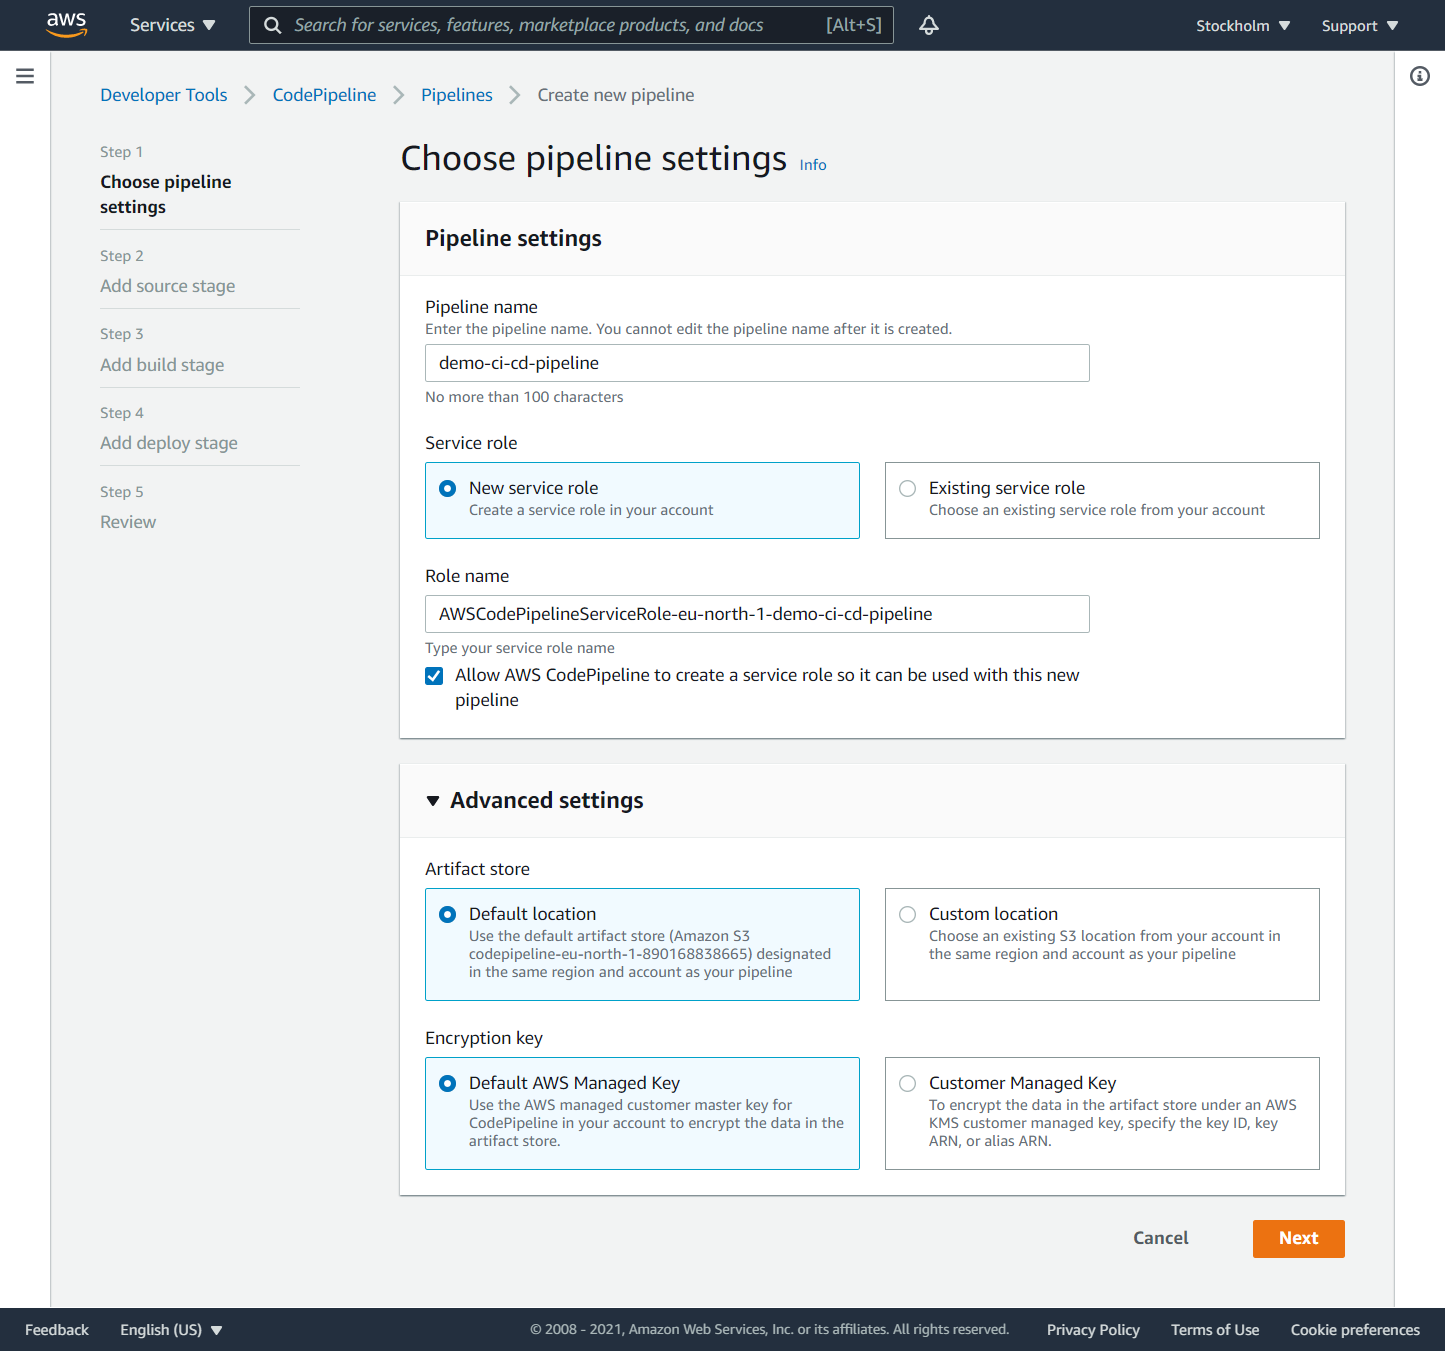 aws
Services
Search for services, features, marketplace products, and docs [Alt+S]
Stockholm
Support
Developer Tools
CodePipeline
Pipelines
Create new pipeline
Step 1
Choose pipeline
settings
Step 2
Add source stage
Step 3
Add build stage
Step 4
Add deploy stage
Step 5
Review
Choose pipeline settings Info
Pipeline settings
Pipeline name
Enter the pipeline name. You cannot edit the pipeline name after it is created.
demo-ci-cd-pipeline
No more than 100 characters
Service role
New service role
Create a service role in your account
Existing service role
Choose an existing service role from your account
Role name
AWSCodePipelineServiceRole-eu-north-1-demo-ci-cd-pipeline
Type your service role name
Allow AWS CodePipeline to create a service role so it can be used with this new
pipeline
Advanced settings
Artifact store
Default location
Use the default artifact store (Amazon S3
codepipeline-eu-north-1-890168838665) designated
in the same region and account as your pipeline
Custom location
Choose an existing S3 location from your account in
the same region and account as your pipeline
Encryption key
Default AWS Managed Key
Use the AWS managed customer master key for
CodePipeline in your account to encrypt the data in the
artifact store.
Customer Managed Key
To encrypt the data in the artifact store under an AWS
KMS customer managed key, specify the key ID, key
ARN, or alias ARN.
Cancel
Next
Feedback
English (US)
© 2008 - 2021, Amazon Web Services, Inc. or its affiliates. All rights reserved.
Privacy Policy
Terms of Use
Cookie preferences